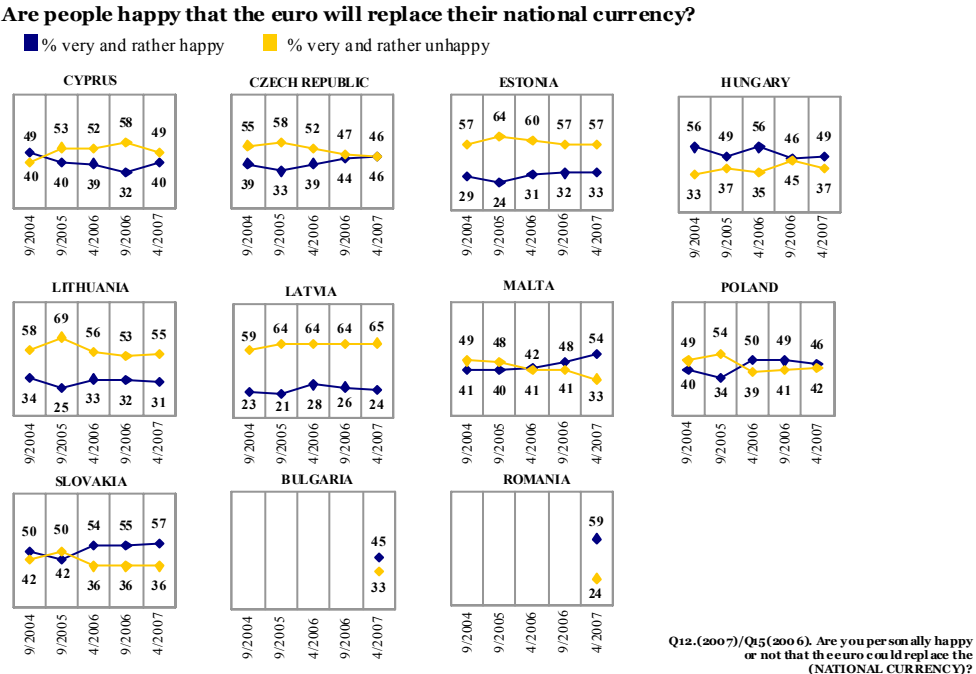 Are people happy that the euro will replace their national currency?
% very and rather happy % very and rather unhappy
CYPRUS
49 53 52 58 49
40 40 39 32 40
9/2004 9/2005 4/2006 9/2006 4/2007
CZECH REPUBLIC
55 58 52 47 46
39 33 39 44 46
9/2004 9/2005 4/2006 9/2006 4/2007
ESTONIA
57 64 60 57 57
29 24 31 32 33
9/2004 9/2005 4/2006 9/2006 4/2007
HUNGARY
56 49 56 46 49
33 37 35 45 37
9/2004 9/2005 4/2006 9/2006 4/2007
LITHUANIA
58 69 56 53 55
34 25 33 32 31
9/2004 9/2005 4/2006 9/2006 4/2007
LATVIA
59 64 64 64 65
23 21 28 26 24
9/2004 9/2005 4/2006 9/2006 4/2007
MALTA
49 48 42 48 54
41 40 41 41 33
9/2004 9/2005 4/2006 9/2006 4/2007
POLAND
49 54 50 49 46
40 34 39 41 42
9/2004 9/2005 4/2006 9/2006 4/2007
SLOVAKIA
50 50 54 55 57
42 42 36 36 36
9/2004 9/2005 4/2006 9/2006 4/2007
BULGARIA
45
33
9/2004 9/2005 4/2006 9/2006 4/2007
ROMANIA
59
24
9/2004 9/2005 4/2006 9/2006 4/2007
Q12.(2007)/Q15(2006). Are you personally happy
or not that the euro could replace the
(NATIONAL CURRENCY)?